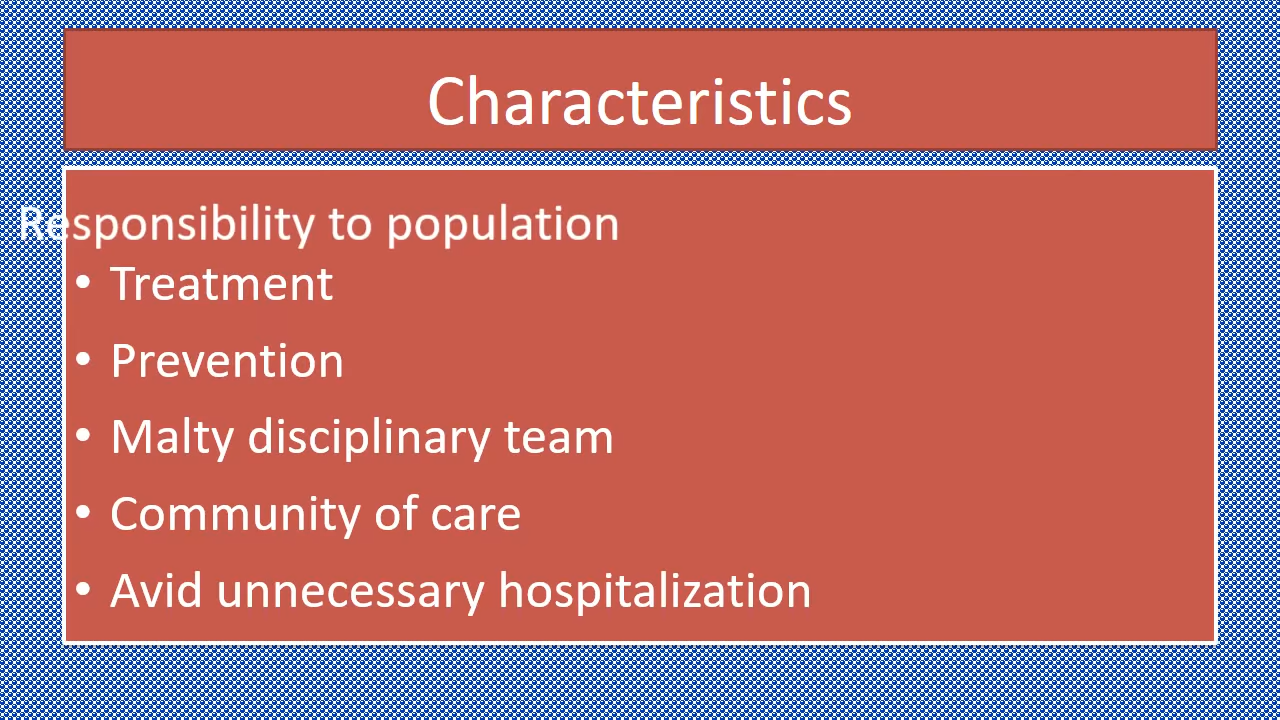 Characteristics
Responsibility to population
• Treatment
• Prevention
• Malty disciplinary team
• Community of care
• Avid unnecessary hospitalization